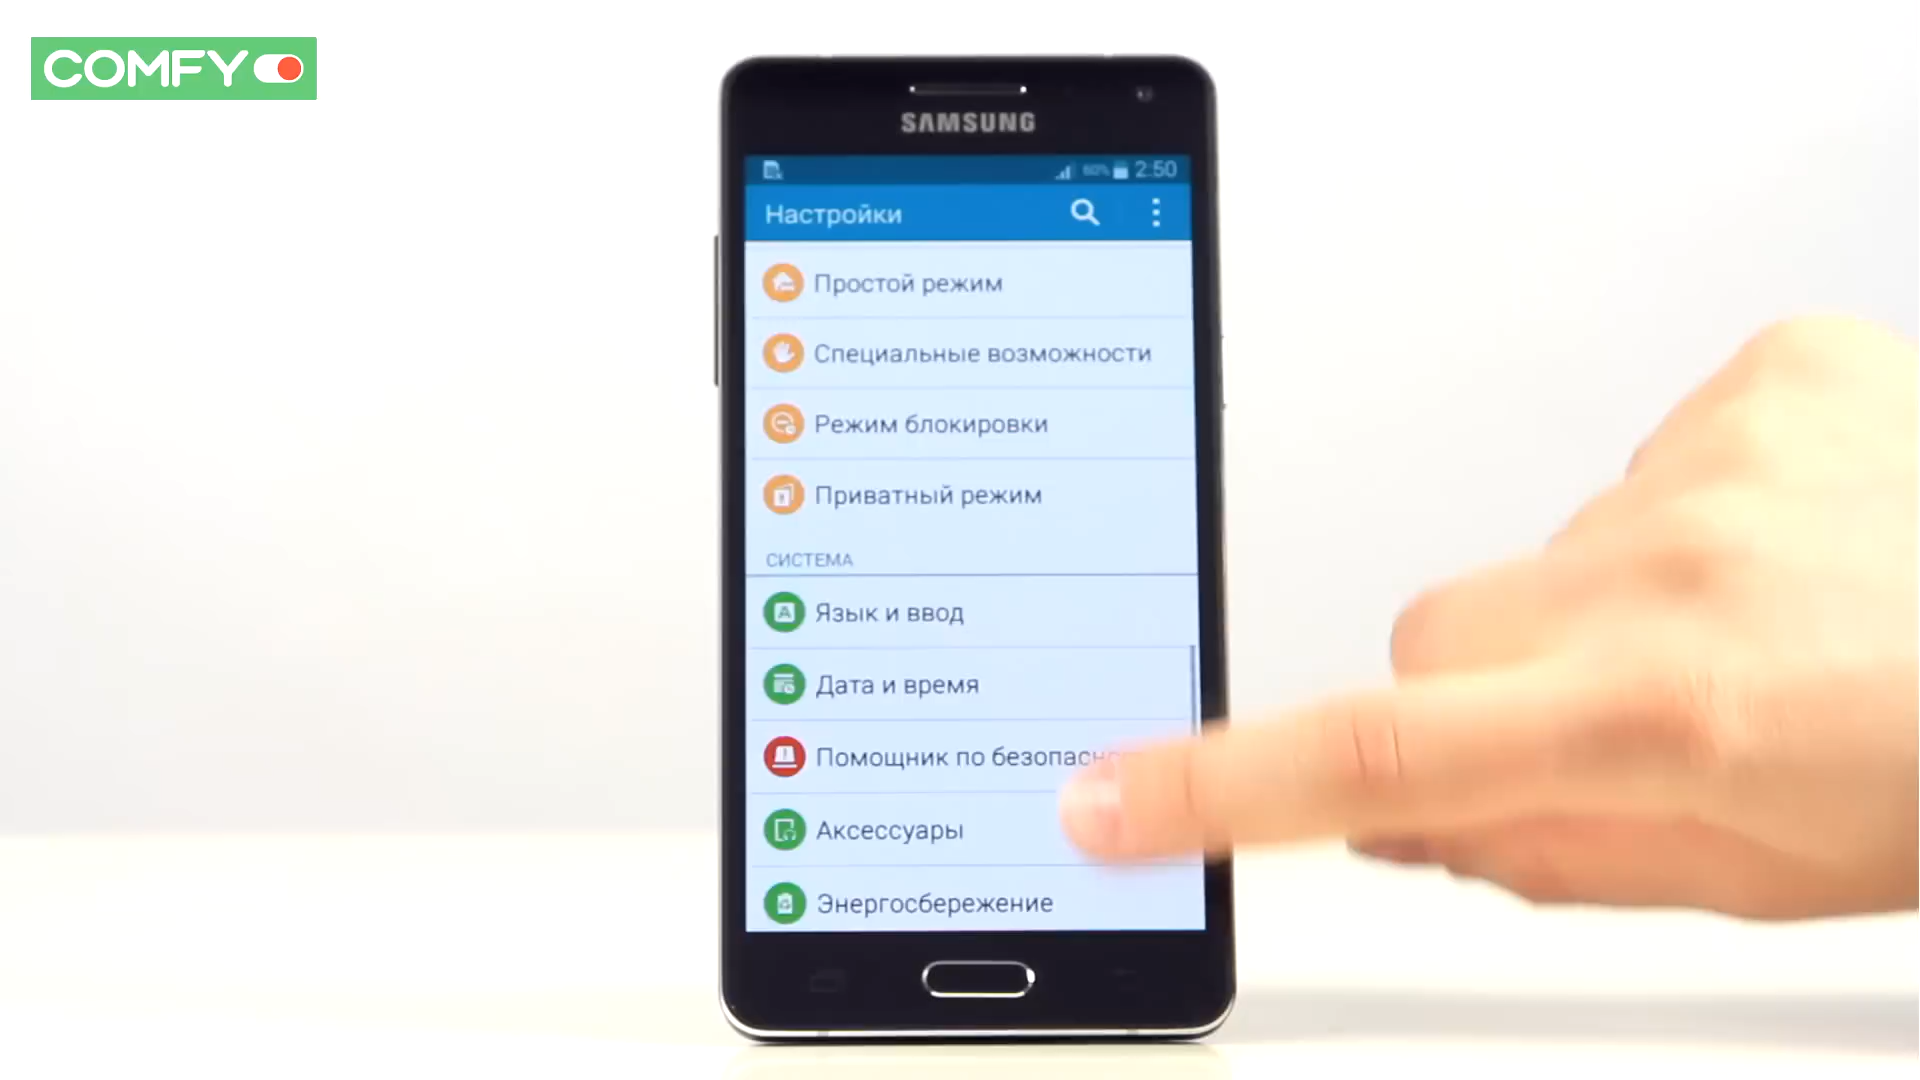 COMFY
SAMSUNG
60% 2:50
Настройки
Простой режим
Специальные возможности
Режим блокировки
Приватный режим
СИСТЕМА
Язык и ввод
Дата и время
Помощник по
Аксессуары
Энергосбережение